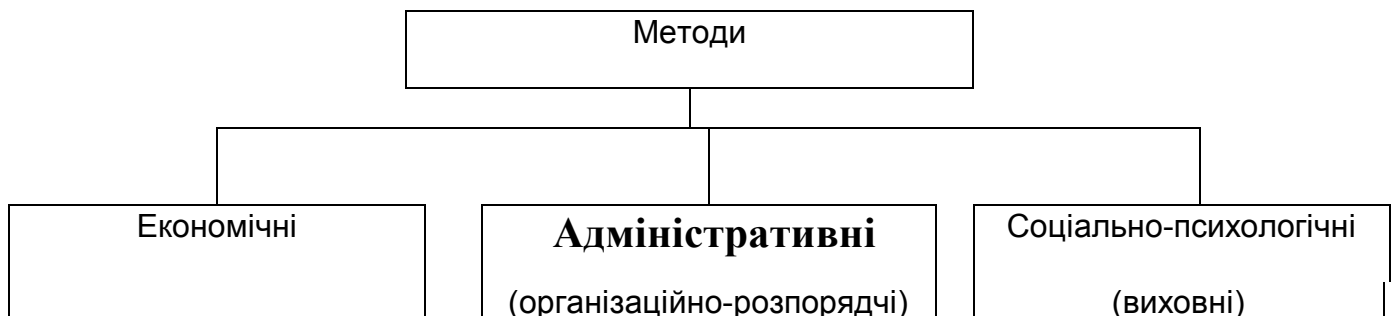 Методи
Економічні
Адміністративні
(організаційно-розпорядчі)
Соціально-психологічні
(виховні)